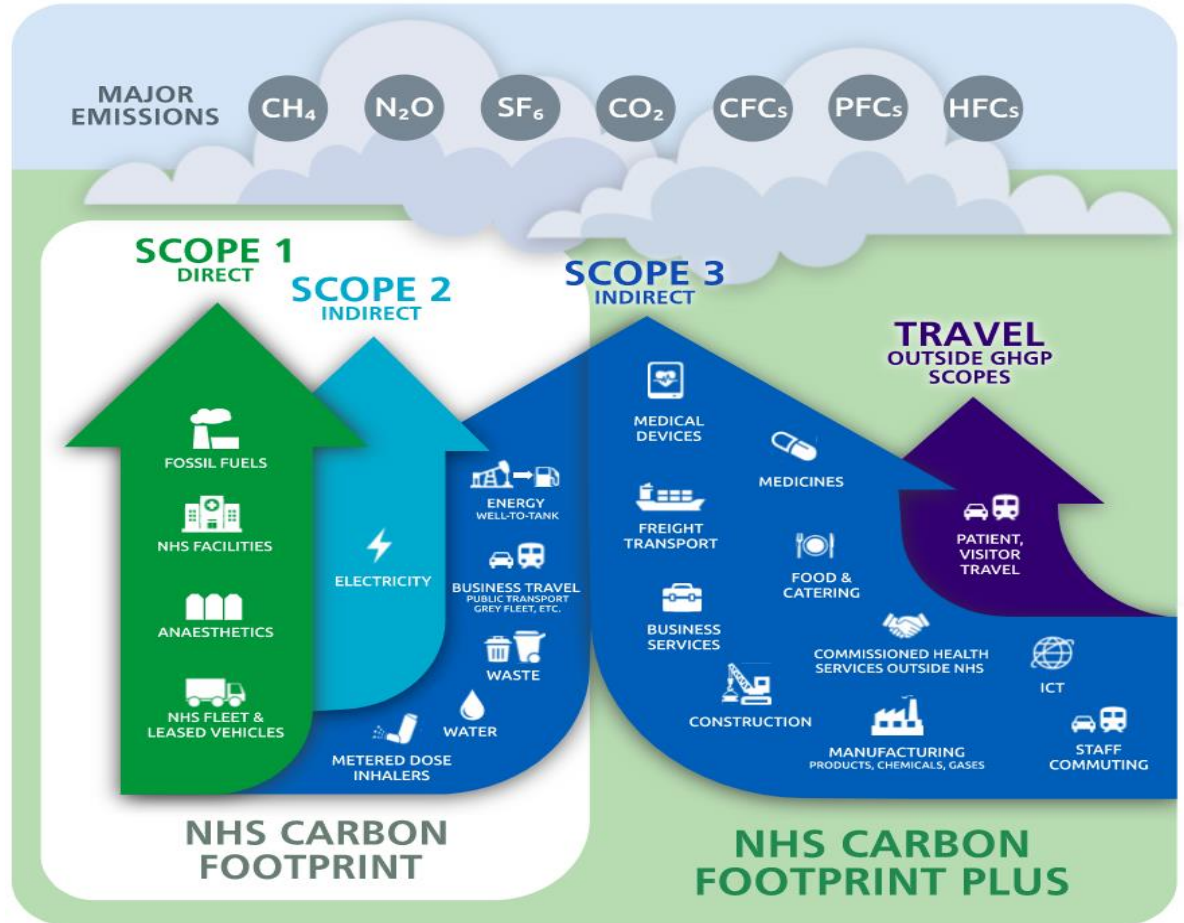 MAJOR
EMISSIONS
CH₄
N₂O
SF₆
CO₂
CFCs
PFCs
HFCs
SCOPE 1
DIRECT
SCOPE 2
INDIRECT
SCOPE 3
INDIRECT
TRAVEL
OUTSIDE GHGP
SCOPES
FOSSIL FUELS
NHS FACILITIES
ANAESTHETICS
NHS FLEET &
LEASED VEHICLES
ELECTRICITY
ENERGY
WELL-TO-TANK
BUSINESS TRAVEL
PUBLIC TRANSPORT
GREY FLEET, ETC.
WASTE
WATER
METERED DOSE
INHALERS
MEDICAL
DEVICES
MEDICINES
FREIGHT
TRANSPORT
FOOD &
CATERING
BUSINESS
SERVICES
COMMISSIONED HEALTH
SERVICES OUTSIDE NHS
CONSTRUCTION
MANUFACTURING
PRODUCTS, CHEMICALS, GASES
ICT
STAFF
COMMUTING
PATIENT,
VISITOR
TRAVEL
NHS CARBON
FOOTPRINT
NHS CARBON
FOOTPRINT PLUS